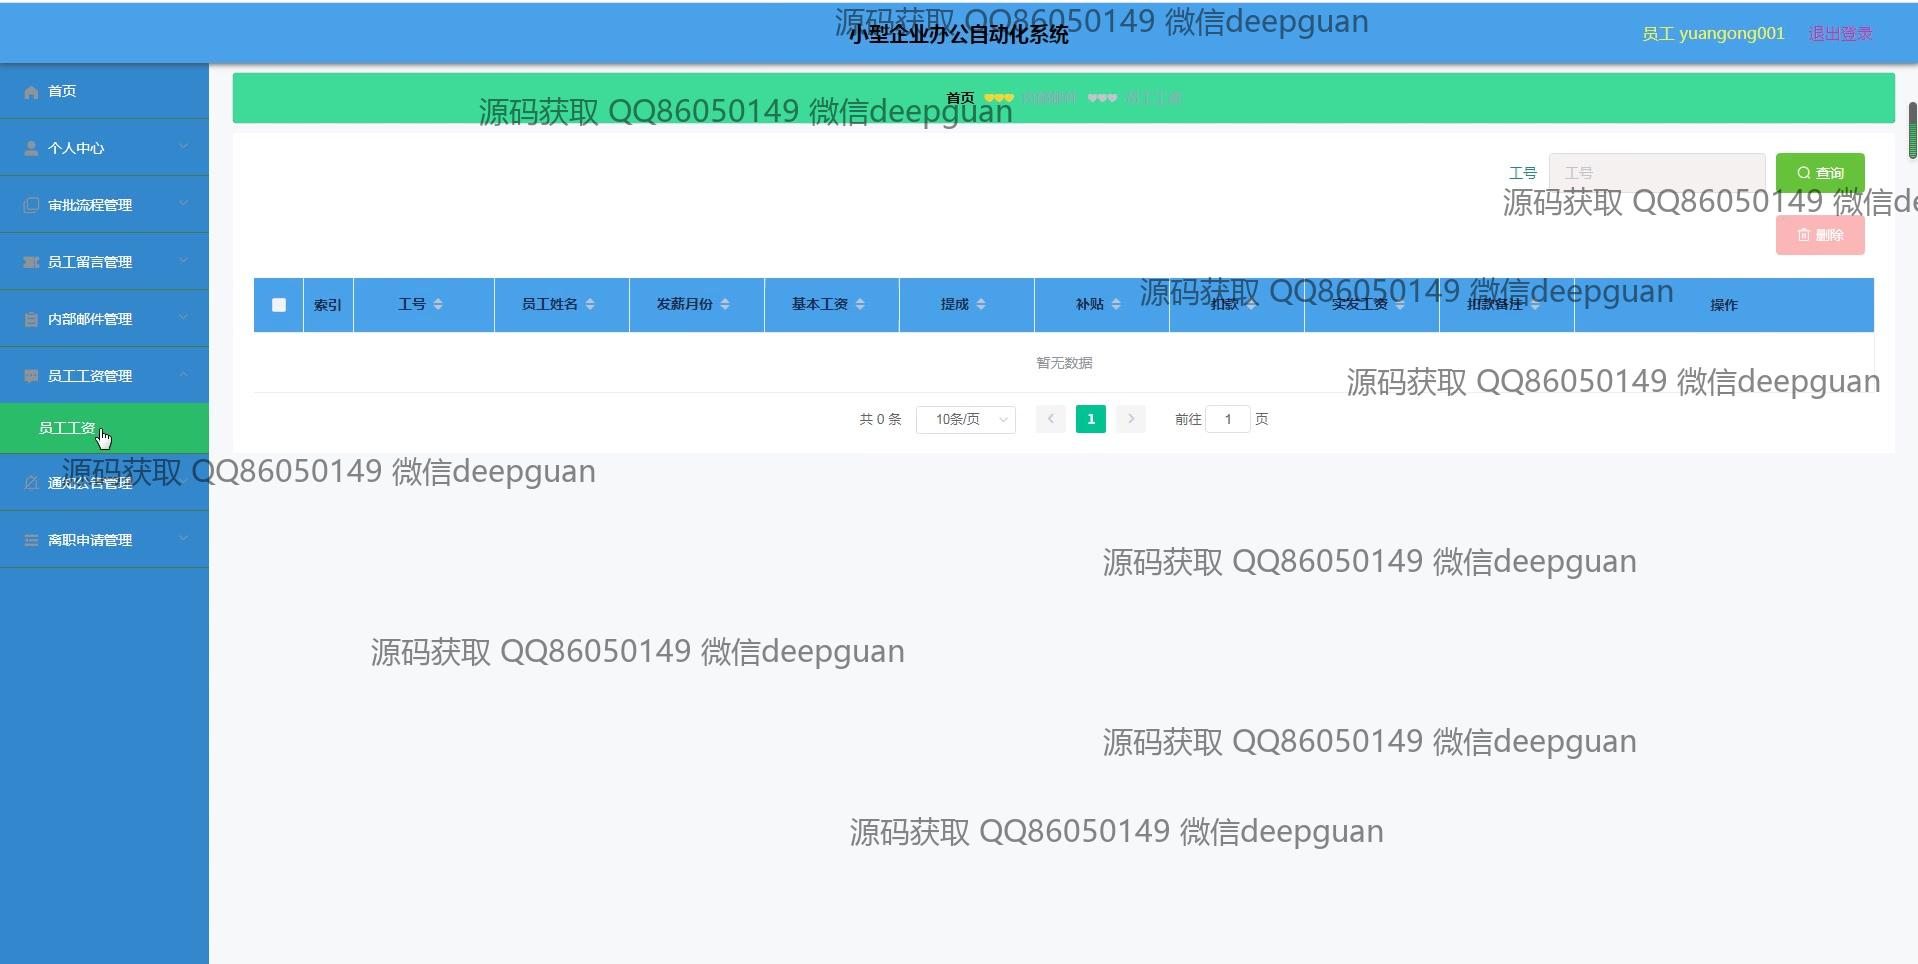 小型企业办公自动化系统
源码获取 QQ86050149 微信deepguan
员工 yuangong001 退出登录
首页
个人中心
审批流程管理
员工留言管理
内部邮件管理
员工工资管理
员工工资
通知公告管理
离职申请管理
首页 内部邮件 员工工资
源码获取 QQ86050149 微信deepguan
工号 工号 查询
源码获取 QQ86050149 微信de
删除
源码获取 QQ86050149 微信deepguan
索引 工号 员工姓名 发薪月份 基本工资 提成 补贴 扣款 实发工资 扣款备注 操作
暂无数据
源码获取 QQ86050149 微信deepguan
共 0 条 10条/页 1 前往 1 页
源码获取 QQ86050149 微信deepguan
源码获取 QQ86050149 微信deepguan
源码获取 QQ86050149 微信deepguan
源码获取 QQ86050149 微信deepguan
源码获取 QQ86050149 微信deepguan